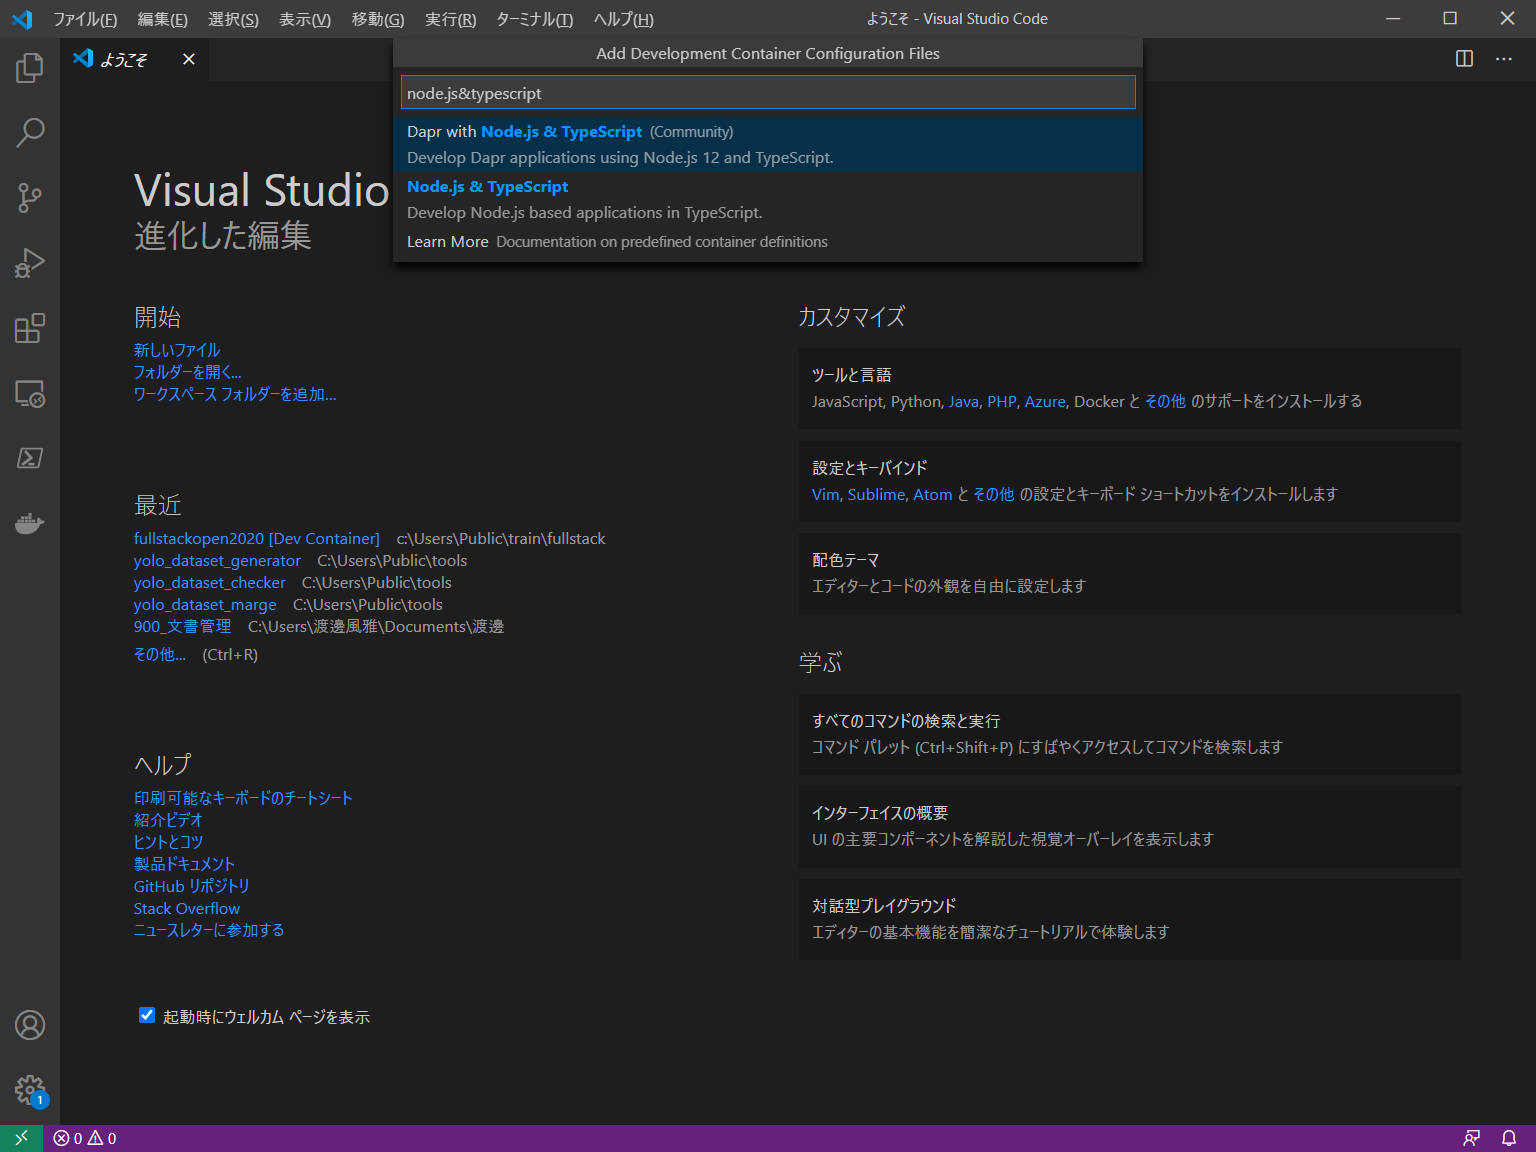 ファイル(F) 編集(E) 選択(S) 表示(V) 移動(G) 実行(R) ターミナル(T) ヘルプ(H) ようこそ - Visual Studio Code
ようこそ
Add Development Container Configuration Files
node.js&typescript
Dapr with Node.js & TypeScript (Community)
Develop Dapr applications using Node.js 12 and TypeScript.
Node.js & TypeScript
Develop Node.js based applications in TypeScript.
Learn More Documentation on predefined container definitions
Visual Studio
進化した編集
開始
新しいファイル
フォルダーを開く...
ワークスペース フォルダーを追加...
最近
fullstackopen2020 [Dev Container] c:\Users\Public\train\fullstack
yolo_dataset_generator C:\Users\Public\tools
yolo_dataset_checker C:\Users\Public\tools
yolo_dataset_marge C:\Users\Public\tools
900_文書管理 C:\Users\渡邊風雅\Documents\渡邊
その他... (Ctrl+R)
ヘルプ
印刷可能なキーボードのチートシート
紹介ビデオ
ヒントとコツ
製品ドキュメント
GitHub リポジトリ
Stack Overflow
ニュースレターに参加する
起動時にウェルカム ページを表示
カスタマイズ
ツールと言語
JavaScript, Python, Java, PHP, Azure, Docker と その他 のサポートをインストールする
設定とキーバインド
Vim, Sublime, Atom と その他 の設定とキーボード ショートカットをインストールします
配色テーマ
エディターとコードの外観を自由に設定します
学ぶ
すべてのコマンドの検索と実行
コマンド パレット (Ctrl+Shift+P) にすばやくアクセスしてコマンドを検索します
インターフェイスの概要
UI の主要コンポーネントを解説した視覚オーバーレイを表示します
対話型プレイグラウンド
エディターの基本機能を簡潔なチュートリアルで体験します
1
0 0